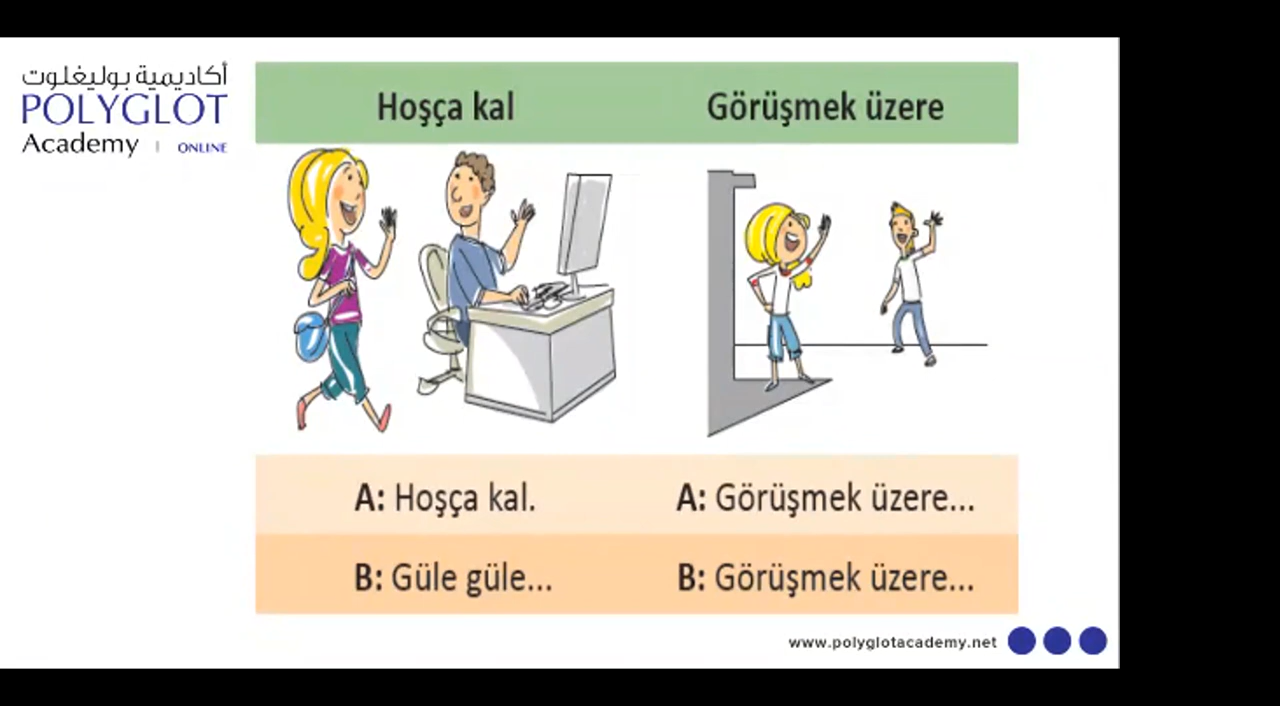 أكاديمية بوليغلوت
POLYGLOT
Academy | ONLINE
Hoşça kal
Görüşmek üzere
A: Hoşça kal.
A: Görüşmek üzere...
B: Güle güle...
B: Görüşmek üzere...
www.polyglotacademy.net